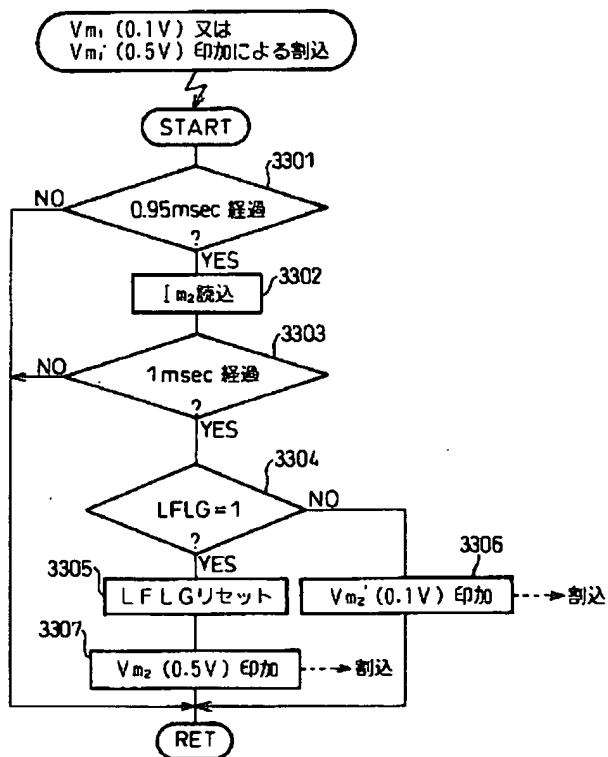 Vm₁ (0.1V) 又は
Vm₁' (0.5V) 印加による割込
START
3301
NO
0.95msec 経過
?
YES
3302
Im₂読込
3303
NO
1msec 経過
?
YES
3304
LFLG=1
NO
?
YES
3305
LFLGリセット
3306
Vm₂' (0.1V) 印加
割込
3307
Vm₂ (0.5V) 印加
割込
RET